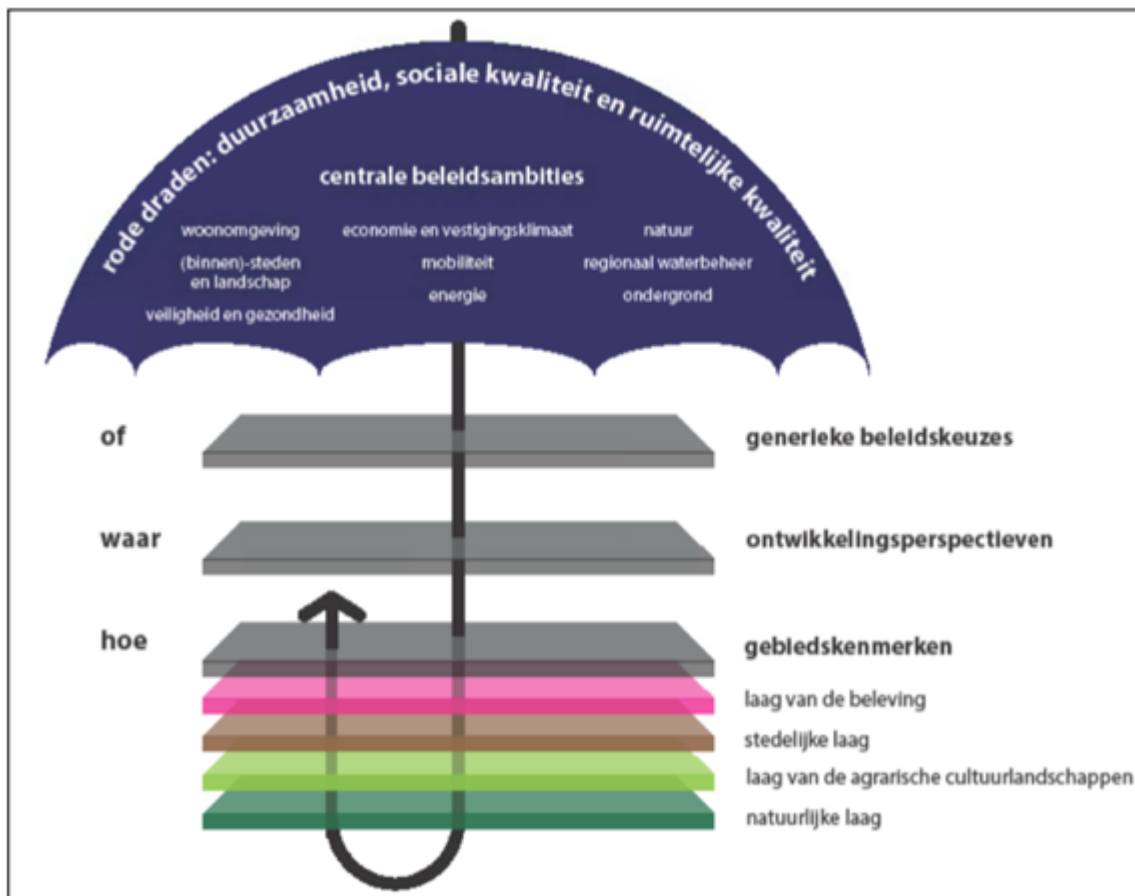 rode draden: duurzaamheid, sociale kwaliteit en ruimtelijke kwaliteit
centrale beleidsambities
woonomgeving
(binnen)-steden
en landschap
veiligheid en gezondheid
economie en vestigingsklimaat
mobiliteit
energie
natuur
regionaal waterbeheer
ondergrond
of
generieke beleidskeuzes
waar
ontwikkelingsperspectieven
hoe
gebiedskenmerken
laag van de beleving
stedelijke laag
laag van de agrarische cultuurlandschappen
natuurlijke laag